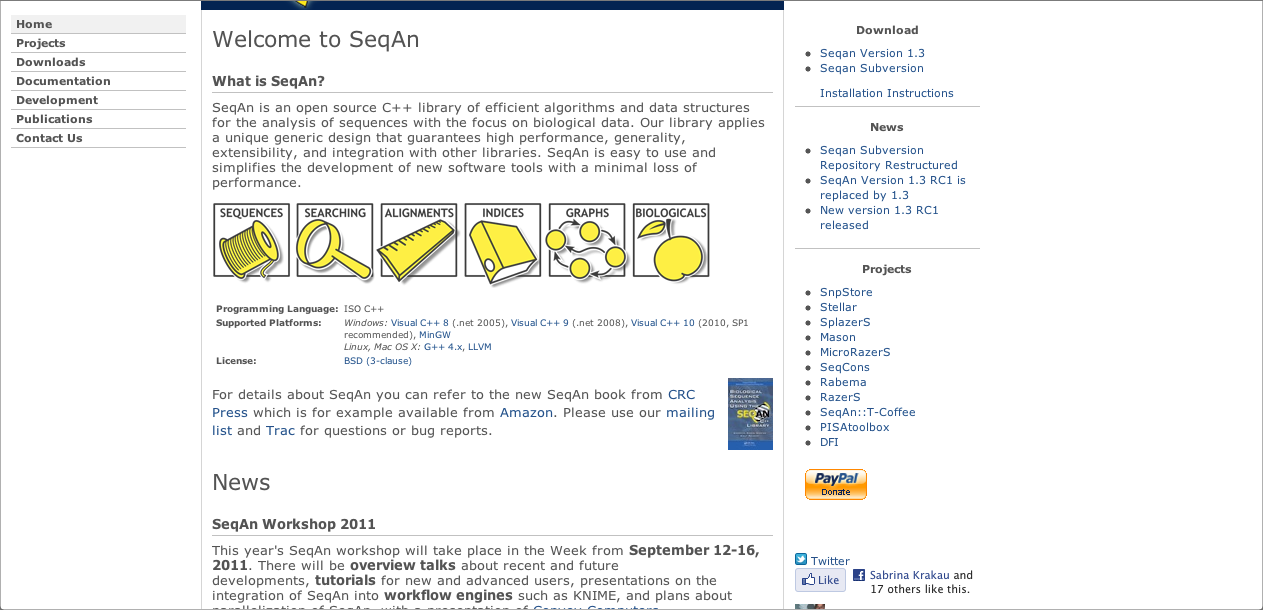 Home
Projects
Downloads
Documentation
Development
Publications
Contact Us
Welcome to SeqAn
What is SeqAn?
SeqAn is an open source C++ library of efficient algorithms and data structures
for the analysis of sequences with the focus on biological data. Our library applies
a unique generic design that guarantees high performance, generality,
extensibility, and integration with other libraries. SeqAn is easy to use and
simplifies the development of new software tools with a minimal loss of
performance.
SEQUENCES SEARCHING ALIGNMENTS INDICES GRAPHS BIOLOGICALS
Programming Language: ISO C++
Supported Platforms: Windows: Visual C++ 8 (.net 2005), Visual C++ 9 (.net 2008), Visual C++ 10 (2010, SP1
recommended), MinGW
Linux, Mac OS X: G++ 4.x, LLVM
License: BSD (3-clause)
For details about SeqAn you can refer to the new SeqAn book from CRC
Press which is for example available from Amazon. Please use our mailing
list and Trac for questions or bug reports.
BIOLOGICAL
SEQUENCE
ANALYSIS
USING THE
SEQAN
LIBRARY
News
SeqAn Workshop 2011
This year's SeqAn workshop will take place in the Week from September 12-16,
2011. There will be overview talks about recent and future
developments, tutorials for new and advanced users, presentations on the
integration of SeqAn into workflow engines such as KNIME, and plans about
parallelization of SeqAn, with a presentation of Convey Computers.
Download
Seqan Version 1.3
Seqan Subversion
Installation Instructions
News
Seqan Subversion
Repository Restructured
SeqAn Version 1.3 RC1 is
replaced by 1.3
New version 1.3 RC1
released
Projects
SnpStore
Stellar
SplazerS
Mason
MicroRazerS
SeqCons
Rabema
RazerS
SeqAn::T-Coffee
PISAtoolbox
DFI
PayPal
Donate
Twitter
Like
Sabrina Krakau and
17 others like this.